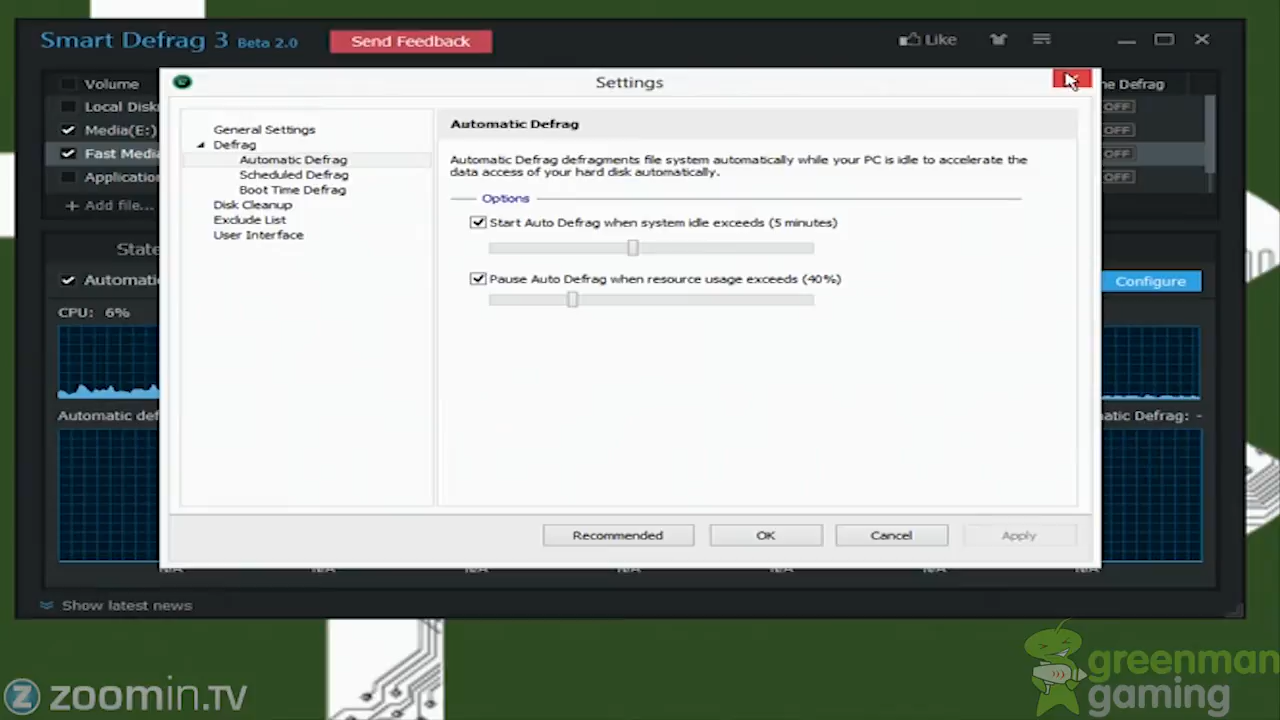 Smart Defrag 3 Beta 2.0
Send Feedback
Like
Volume
Local Disk
Media(E:)
Fast Media
Application
Add file...
e Defrag
OFF
OFF
OFF
OFF
Settings
General Settings
Defrag
Automatic Defrag
Scheduled Defrag
Boot Time Defrag
Disk Cleanup
Exclude List
User Interface
Automatic Defrag
Automatic Defrag defragments file system automatically while your PC is idle to accelerate the
data access of your hard disk automatically.
Options
Start Auto Defrag when system idle exceeds (5 minutes)
Pause Auto Defrag when resource usage exceeds (40%)
Recommended
OK
Cancel
Apply
State
Automatic
Configure
CPU: 6%
Automatic def
atic Defrag: -
Show latest news
zoomin.TV
greenman
gaming